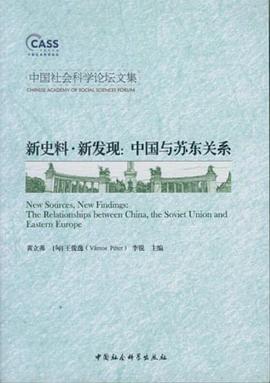 CASS
中国社会科学论坛文集
CHINESE ACADEMY OF SOCIAL SCIENCES FORUM
新史料·新发现：中国与苏东关系
New Sources, New Findings:
The Relationships between China, the Soviet Union and
Eastern Europe
黄立茀 [匈]王俊逸（Vámos Péter）李锐 主编
中国社会科学出版社